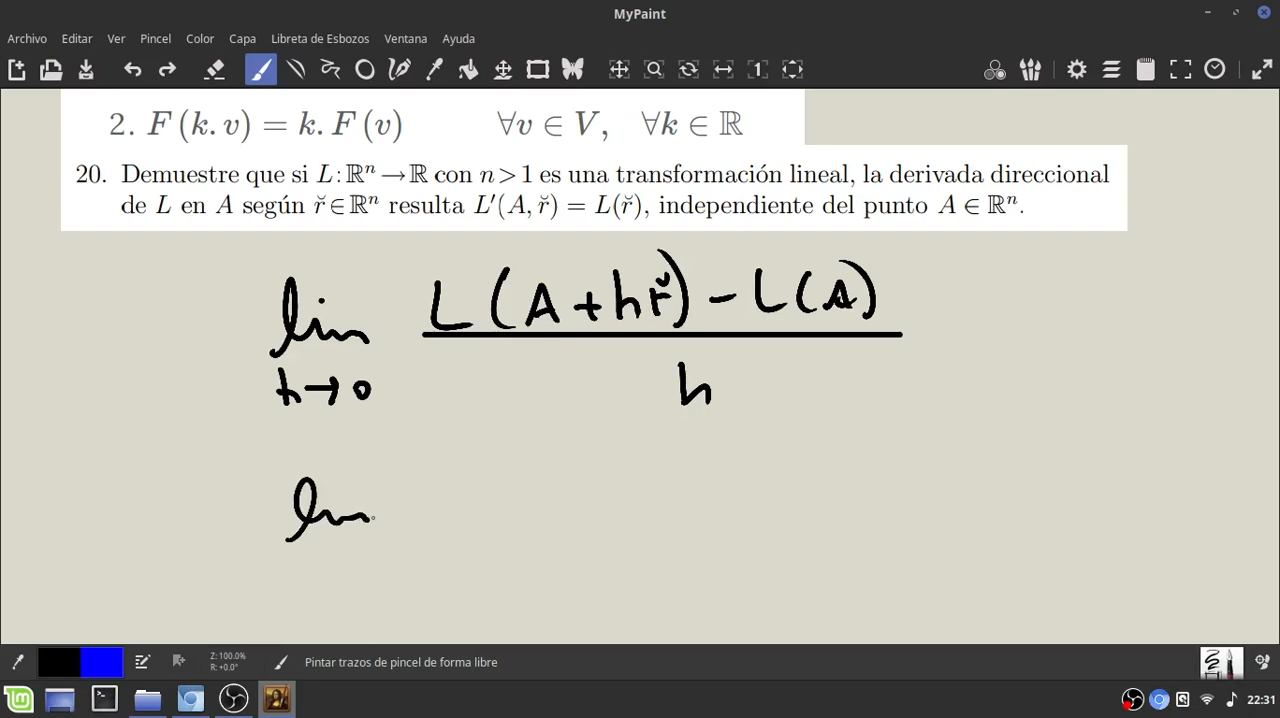 MyPaint
Archivo Editar Ver Pincel Color Capa Libreta de Esbozos Ventana Ayuda
2. F (k. v) = k. F (v) ∀v ∈ V, ∀k ∈ ℝ
20. Demuestre que si L: ℝⁿ → ℝ con n > 1 es una transformación lineal, la derivada direccional
de L en A según r̆ ∈ ℝⁿ resulta L′(A, r̆) = L(r̆), independiente del punto A ∈ ℝⁿ.
lim L (A + h r̆) - L (A)
h → 0 h
lim
Z: 100.0%
R: +0.0°
Pintar trazos de pincel de forma libre
22:31